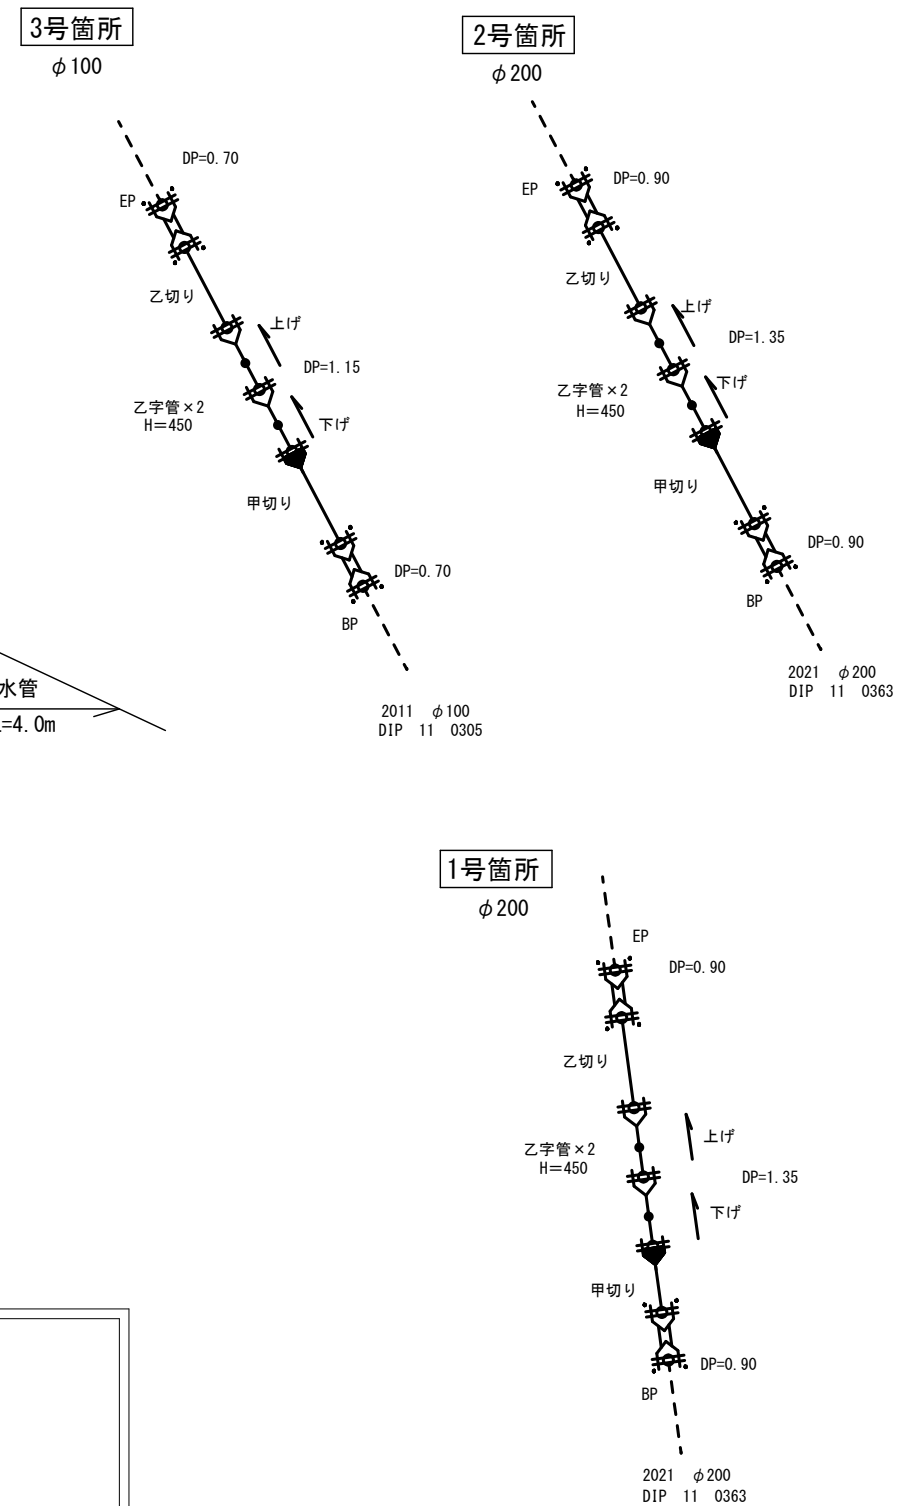 3号箇所
φ100
DP=0.70
EP
乙切り
上げ
DP=1.15
乙字管×2
H=450
下げ
甲切り
DP=0.70
BP
2011 φ100
DIP 11 0305
2号箇所
φ200
DP=0.90
EP
乙切り
上げ
DP=1.35
下げ
乙字管×2
H=450
甲切り
DP=0.90
BP
2021 φ200
DIP 11 0363
水管
=4.0m
1号箇所
φ200
EP
DP=0.90
乙切り
上げ
乙字管×2
H=450
DP=1.35
下げ
甲切り
DP=0.90
BP
2021 φ200
DIP 11 0363